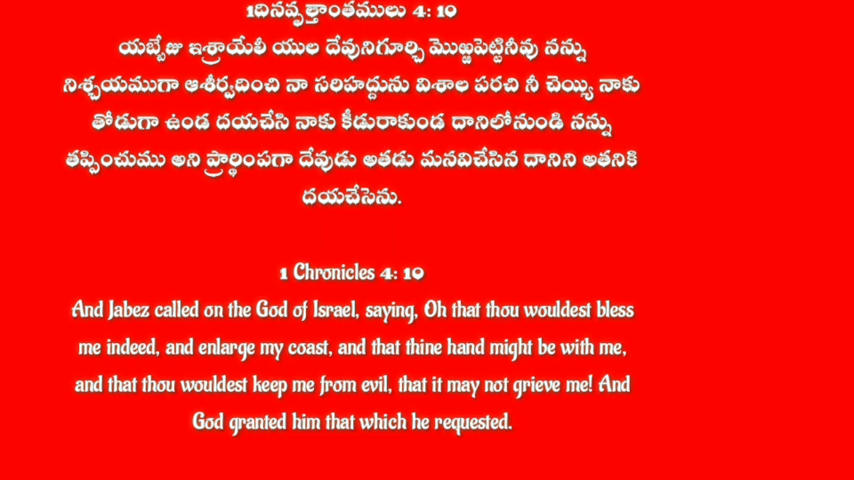 1దినవృత్తాంతములు 4: 10
యబ్బేజు ఇశ్రాయేలీ యుల దేవునిగూర్చి మొఱ్ఱపెట్టినీవు నన్ను
నిశ్చయముగా ఆశీర్వదించి నా సరిహద్దును విశాల పరచి నీ చెయ్యి నాకు
తోడుగా ఉండ దయచేసి నాకు కీడురాకుండ దానిలోనుండి నన్ను
తప్పించుము అని ప్రార్థింపగా దేవుడు అతడు మనవిచేసిన దానిని అతనికి
దయచేసెను.
1 Chronicles 4: 10
And Jabez called on the God of Israel, saying, Oh that thou wouldest bless
me indeed, and enlarge my coast, and that thine hand might be with me,
and that thou wouldest keep me from evil, that it may not grieve me! And
God granted him that which he requested.